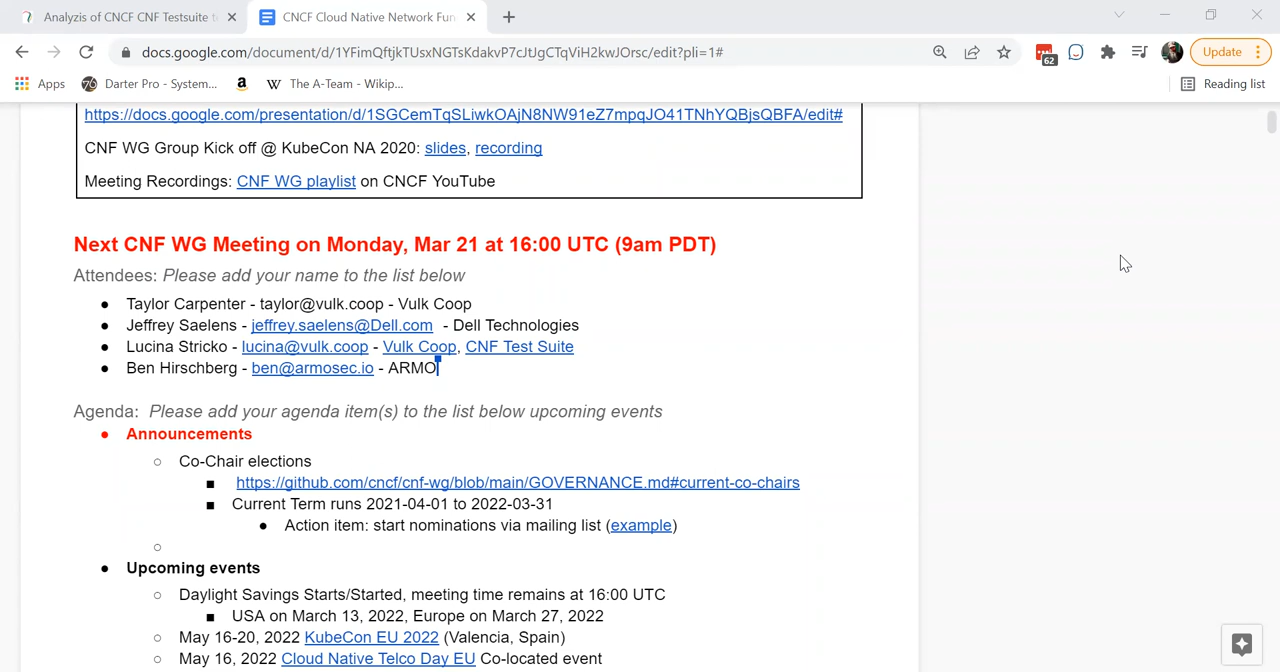 Analyzis of CNCF CNF Testsuite to
CNCF Cloud Native Network Fun
docs.google.com/document/d/1YFimQftjkTUsxNGTsKdakvP7cJtJgCTqViH2kwJOrsc/edit?pli=1#
62
Update
Apps
76
Darter Pro - System...
a
W
The A-Team - Wikip...
Reading list
https://docs.google.com/presentation/d/1SGCemTqSLiwkOAjN8NW91eZ7mpqJO41TNhYQBjsQBFA/edit#
CNF WG Group Kick off @ KubeCon NA 2020: slides, recording
Meeting Recordings: CNF WG playlist on CNCF YouTube
Next CNF WG Meeting on Monday, Mar 21 at 16:00 UTC (9am PDT)
Attendees: Please add your name to the list below
Taylor Carpenter - taylor@vulk.coop - Vulk Coop
Jeffrey Saelens - jeffrey.saelens@Dell.com - Dell Technologies
Lucina Stricko - lucina@vulk.coop - Vulk Coop, CNF Test Suite
Ben Hirschberg - ben@armosec.io - ARMO
Agenda: Please add your agenda item(s) to the list below upcoming events
Announcements
Co-Chair elections
https://github.com/cncf/cnf-wg/blob/main/GOVERNANCE.md#current-co-chairs
Current Term runs 2021-04-01 to 2022-03-31
Action item: start nominations via mailing list (example)
Upcoming events
Daylight Savings Starts/Started, meeting time remains at 16:00 UTC
USA on March 13, 2022, Europe on March 27, 2022
May 16-20, 2022 KubeCon EU 2022 (Valencia, Spain)
May 16, 2022 Cloud Native Telco Day EU Co-located event